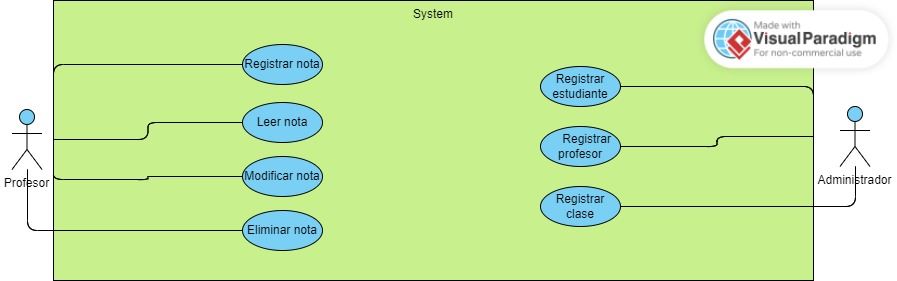 System
Made with
Visual Paradigm
For non-commercial use
Registrar nota
Registrar
estudiante
Leer nota
Registrar
profesor
Profesor
Modificar nota
Administrador
Registrar
clase
Eliminar nota